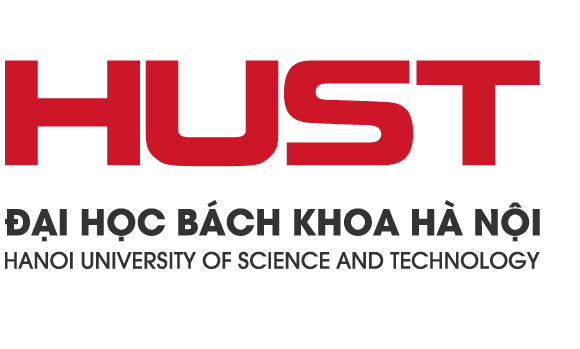 HUST
ĐẠI HỌC BÁCH KHOA HÀ NỘI
HANOI UNIVERSITY OF SCIENCE AND TECHNOLOGY